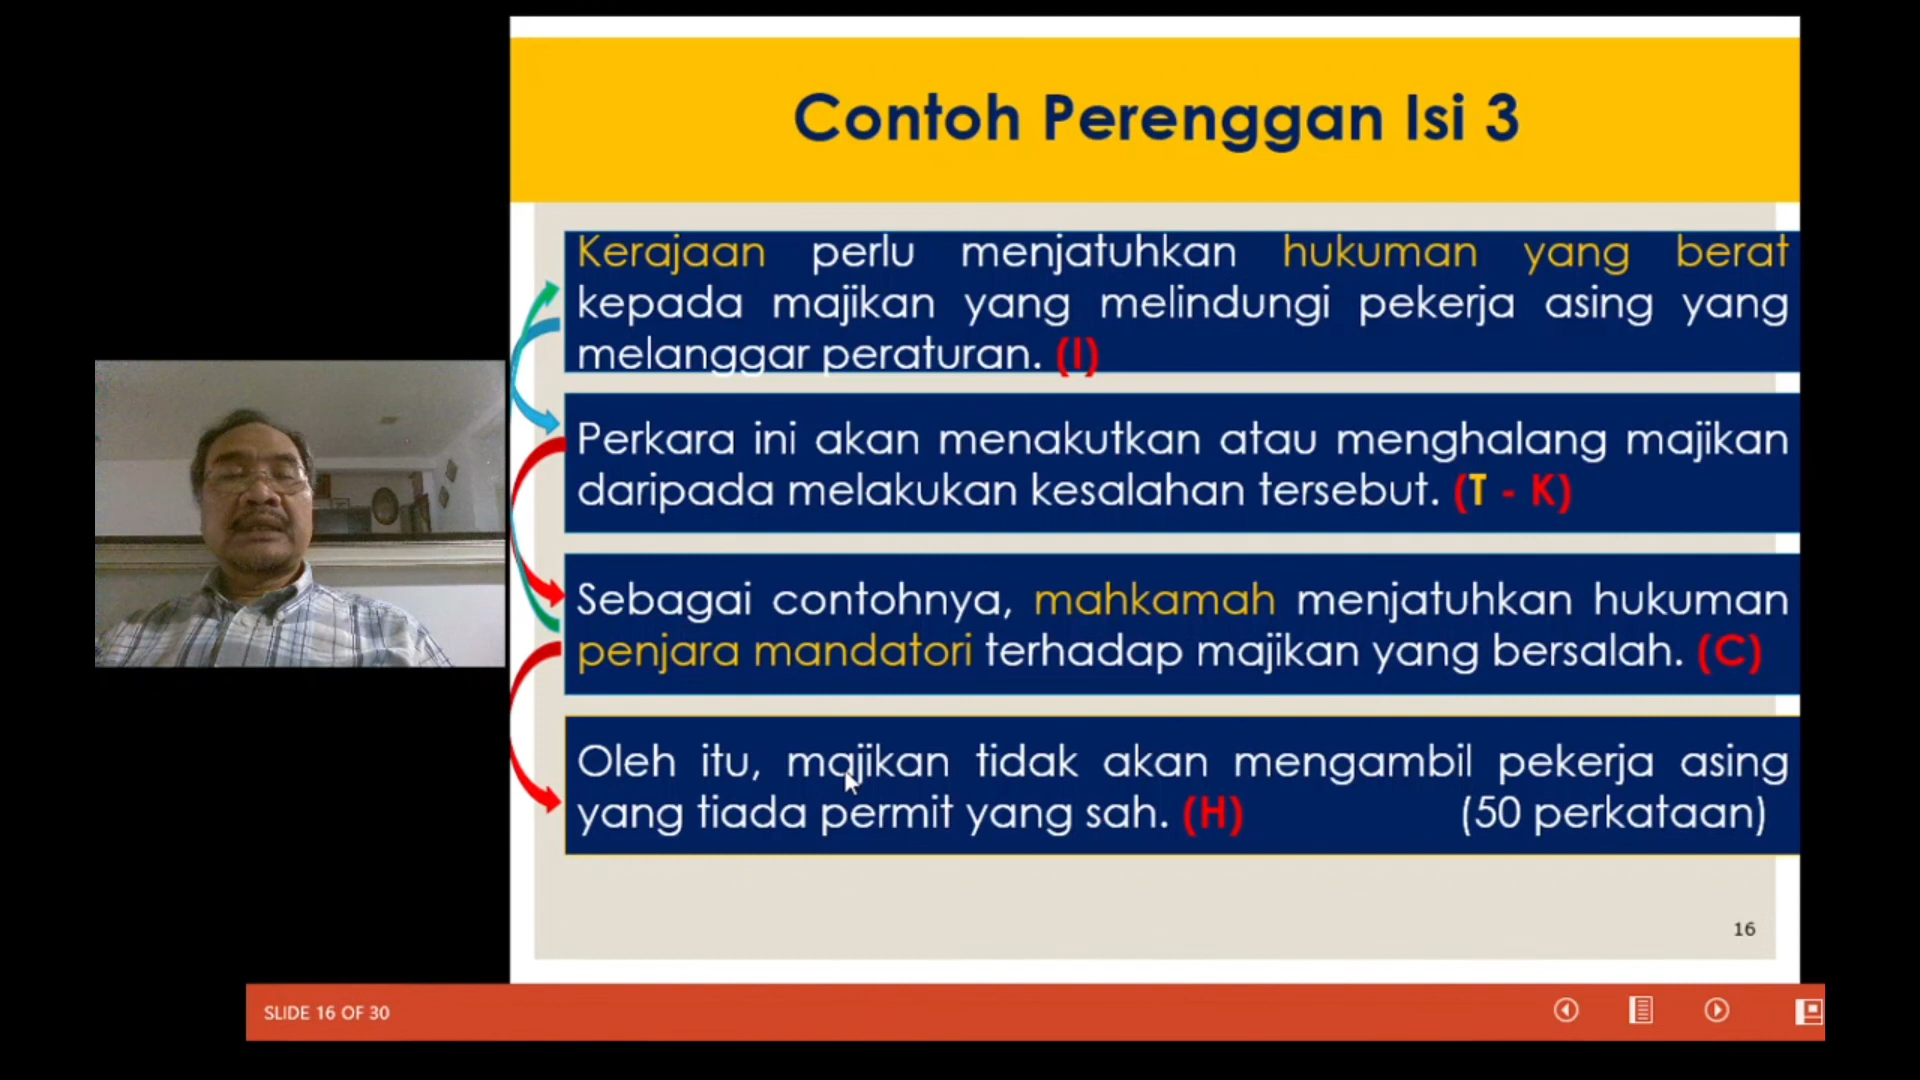 Contoh Perenggan Isi 3
Kerajaan perlu menjatuhkan hukuman yang berat
kepada majikan yang melindungi pekerja asing yang
melanggar peraturan. (I)
Perkara ini akan menakutkan atau menghalang majikan
daripada melakukan kesalahan tersebut. (T - K)
Sebagai contohnya, mahkamah menjatuhkan hukuman
penjara mandatori terhadap majikan yang bersalah. (C)
Oleh itu, majikan tidak akan mengambil pekerja asing
yang tiada permit yang sah. (H) (50 perkataan)
16
SLIDE 16 OF 30